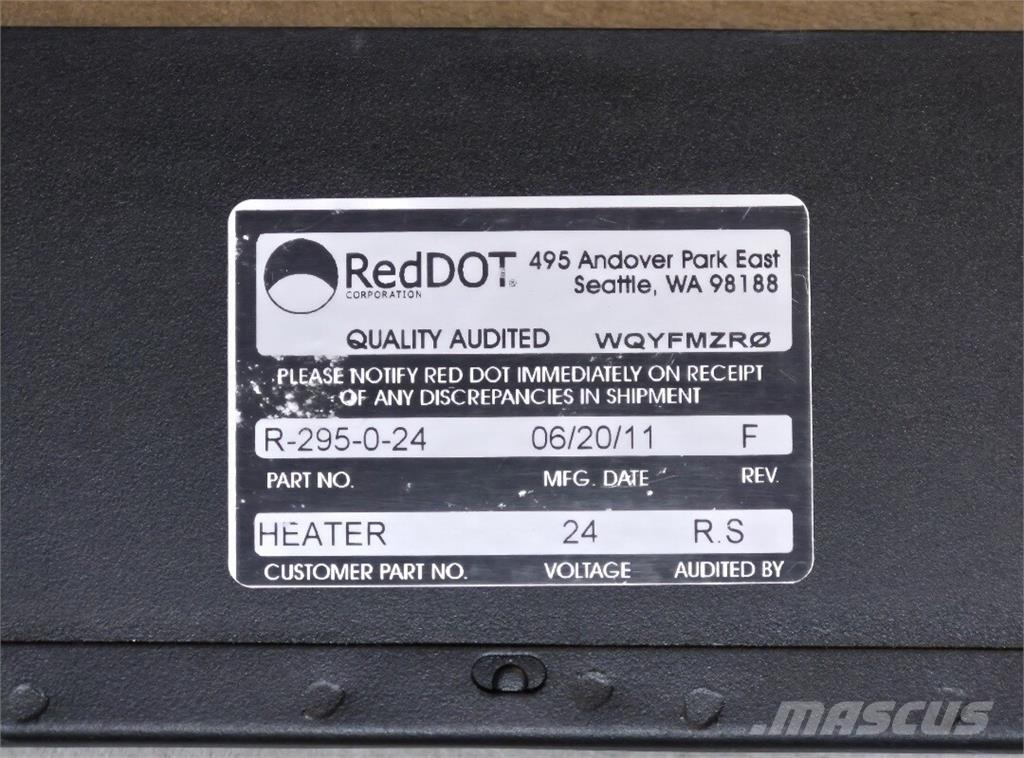 RedDOT®
CORPORATION
495 Andover Park East
Seattle, WA 98188
QUALITY AUDITED WQYFMZRØ
PLEASE NOTIFY RED DOT IMMEDIATELY ON RECEIPT
OF ANY DISCREPANCIES IN SHIPMENT
R-295-0-24 06/20/11 F
PART NO. MFG. DATE REV.
HEATER 24 R.S
CUSTOMER PART NO. VOLTAGE AUDITED BY
MASCUS